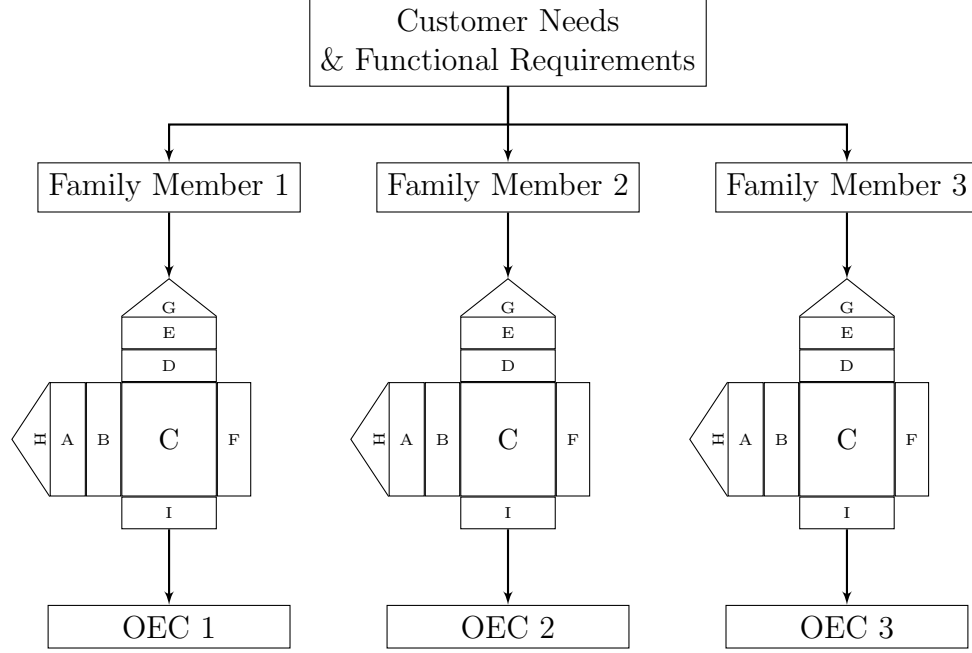 Customer Needs
& Functional Requirements
Family Member 1
Family Member 2
Family Member 3
G
G
G
E
E
E
D
D
D
H
A
B
C
F
H
A
B
C
F
H
A
B
C
F
I
I
I
OEC 1
OEC 2
OEC 3